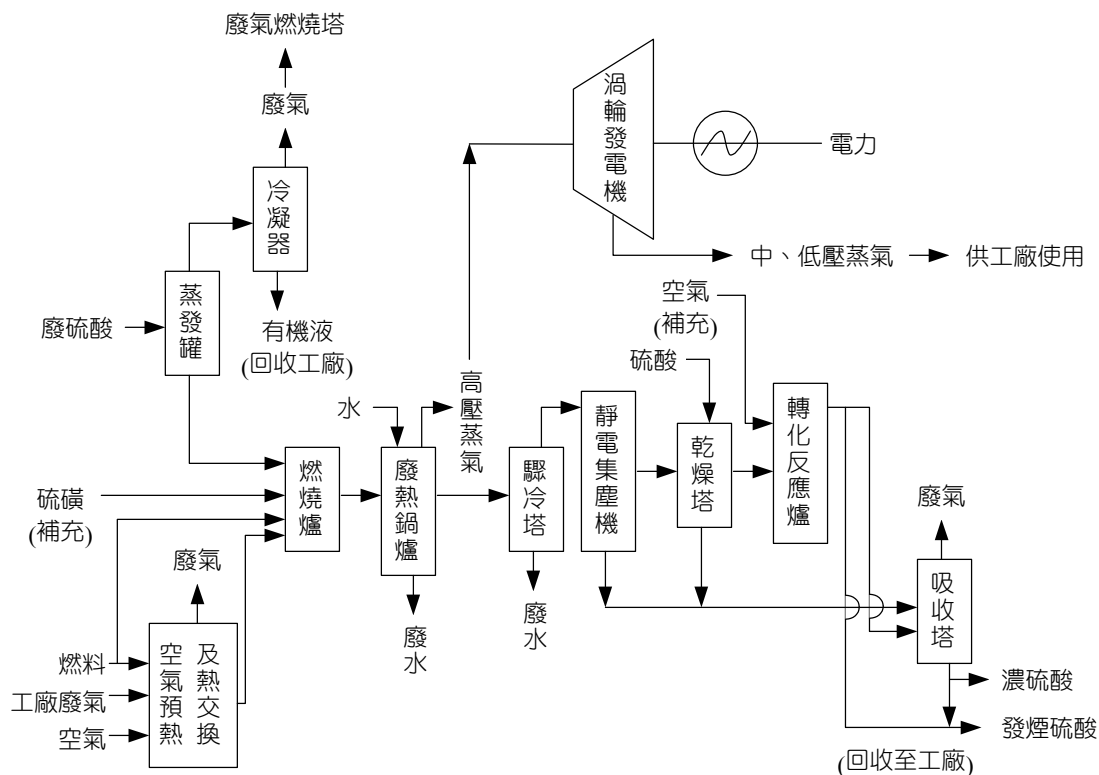 廢氣燃燒塔
廢氣
冷凝器
有機液
(回收工廠)
廢硫酸
蒸發罐
渦輪發電機
電力
中、低壓蒸氣
供工廠使用
高壓蒸氣
空氣
(補充)
硫酸
水
硫磺
(補充)
燃燒爐
廢熱鍋爐
廢水
驟冷塔
廢水
靜電集塵機
乾燥塔
轉化反應爐
廢氣
吸收塔
濃硫酸
發煙硫酸
(回收至工廠)
廢氣
空氣預熱
及熱交換
燃料
工廠廢氣
空氣